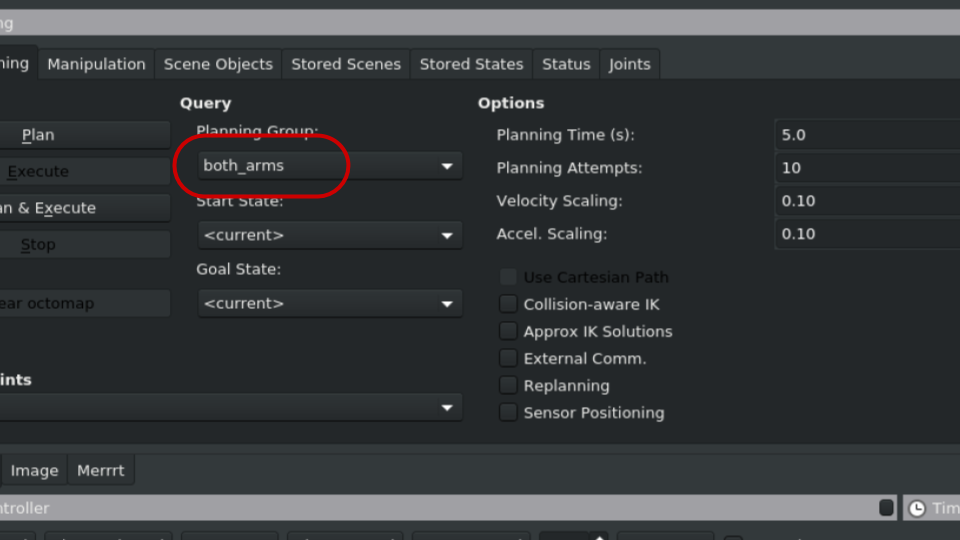 ng
ning Manipulation Scene Objects Stored Scenes Stored States Status Joints
Query Options
Planning Group:
Plan Planning Time (s): 5.0
both_arms Planning Attempts: 10
Execute
Start State: Velocity Scaling: 0.10
an & Execute
<current> Accel. Scaling: 0.10
Stop
Goal State: Use Cartesian Path
ear octomap <current> Collision-aware IK
Approx IK Solutions
External Comm.
ints Replanning
Sensor Positioning
Image Merrrt
ntroller Tim